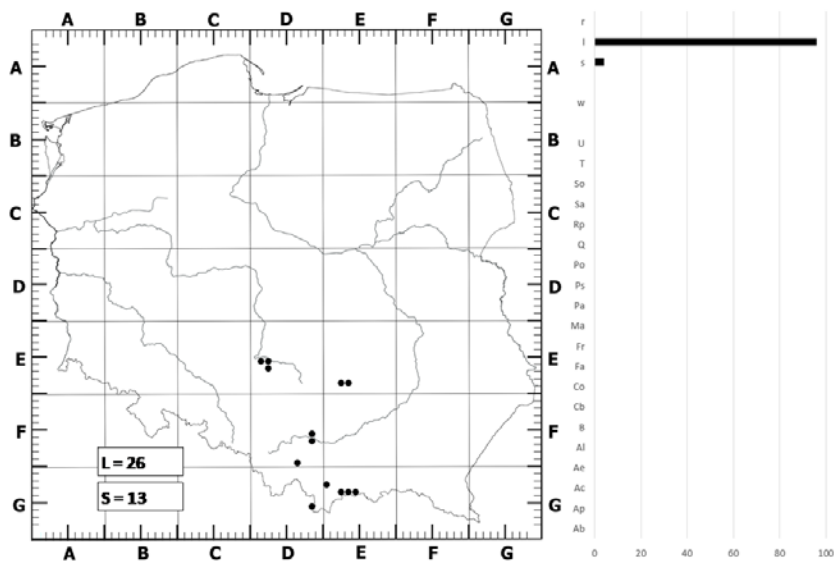 A B C D E F G
A
B
C
D
E
F
G
A
B
C
D
E
F
G
L = 26
S = 13
A B C D E F G
r
l
s
w
U
T
So
Sa
Rp
Q
Po
Ps
Pa
Ma
Fr
Fa
Co
Cb
B
Al
Ae
Ac
Ap
Ab
0 20 40 60 80 100